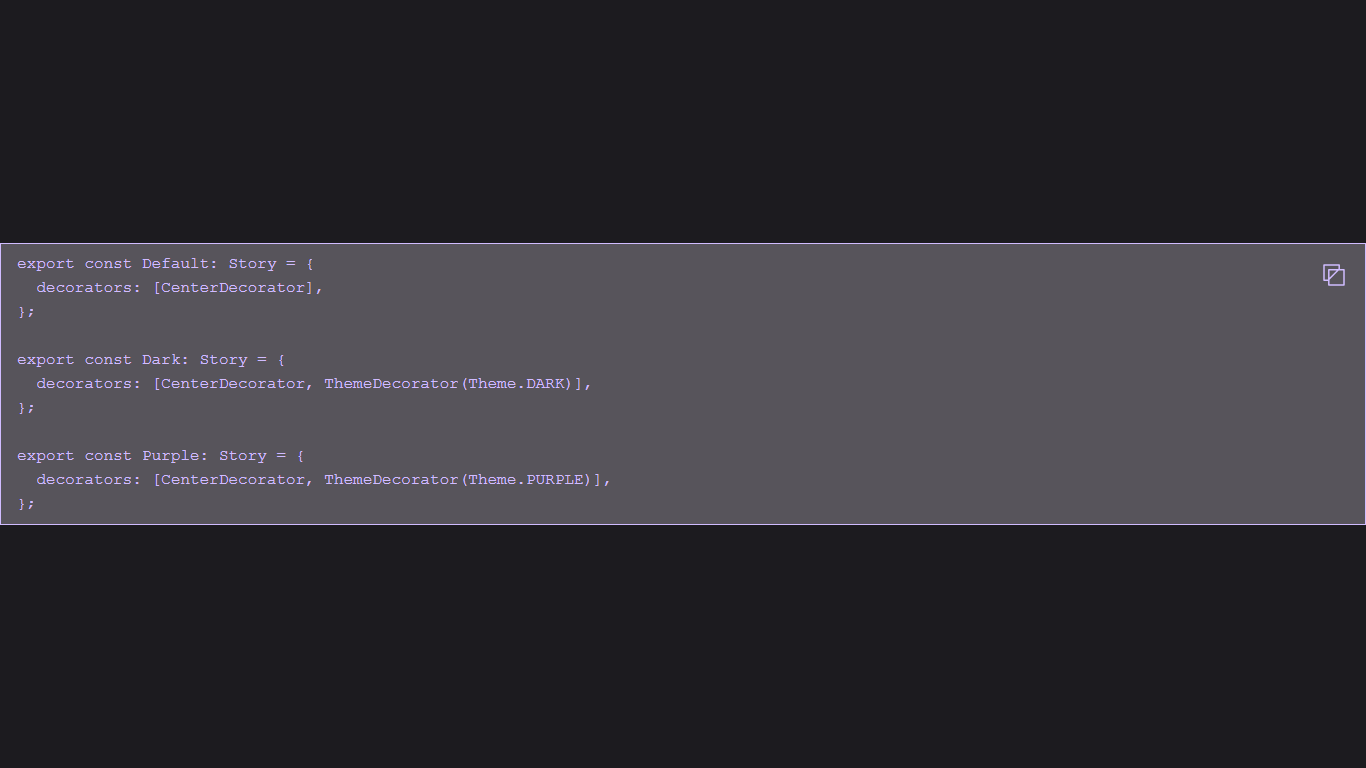 export const Default: Story = {
  decorators: [CenterDecorator],
};

export const Dark: Story = {
  decorators: [CenterDecorator, ThemeDecorator(Theme.DARK)],
};

export const Purple: Story = {
  decorators: [CenterDecorator, ThemeDecorator(Theme.PURPLE)],
};